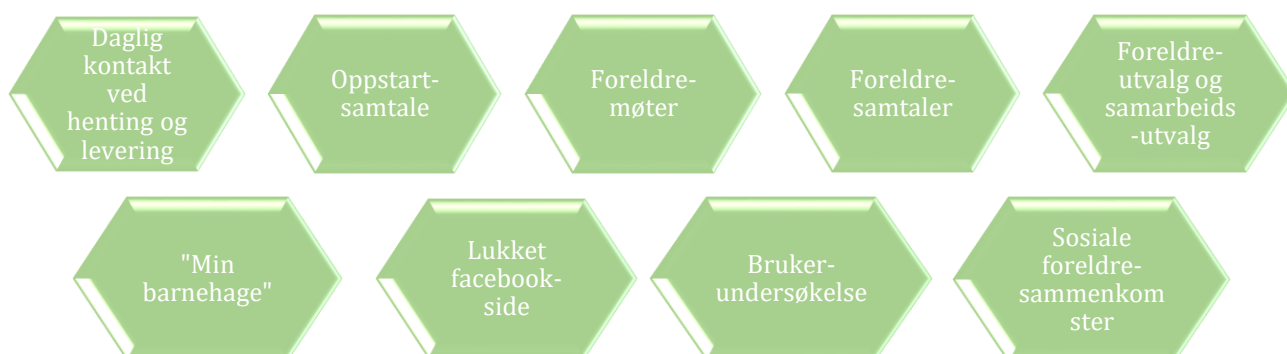 Daglig
kontakt
ved
henting og
levering
Oppstart-
samtale
Foreldre-
møter
Foreldre-
samtaler
Foreldre-
utvalg og
samarbeids
-utvalg
"Min
barnehage"
Lukket
facebook-
side
Bruker-
undersøkelse
Sosiale
foreldre-
sammenkom
ster